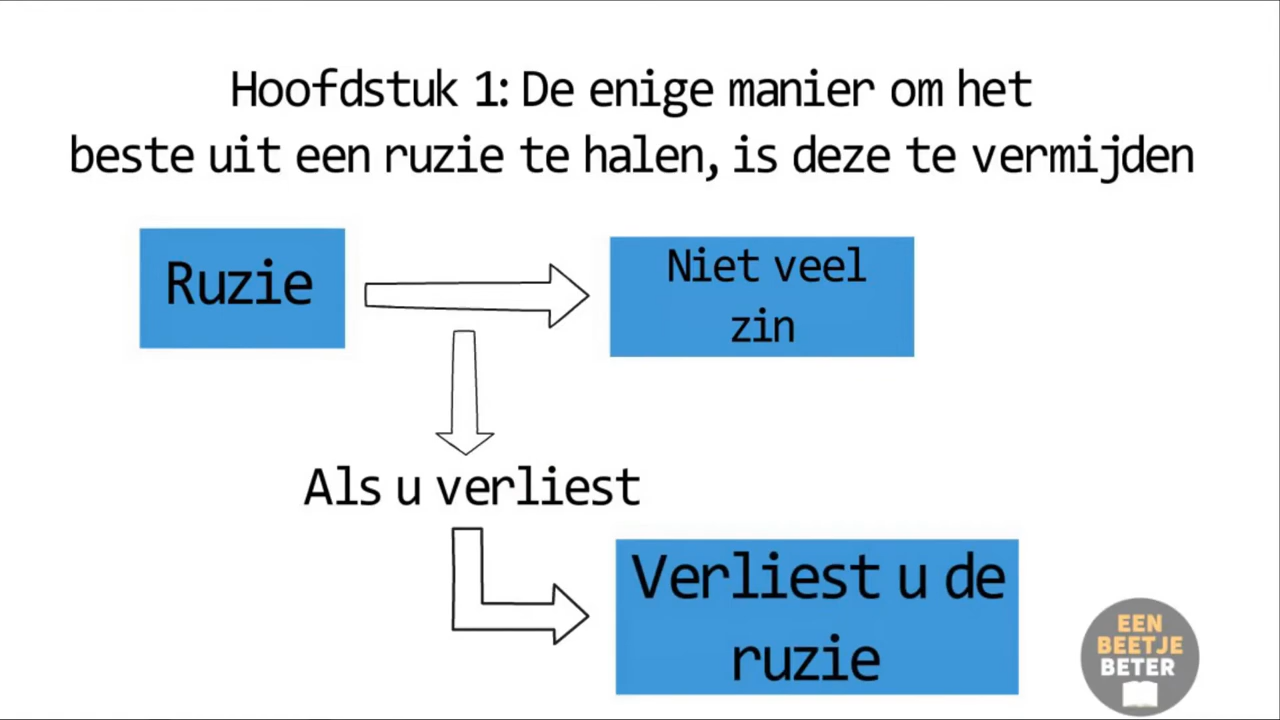 Hoofdstuk 1: De enige manier om het
beste uit een ruzie te halen, is deze te vermijden
Ruzie
Niet veel
zin
Als u verliest
Verliest u de
ruzie
EEN
BEETJE
BETER